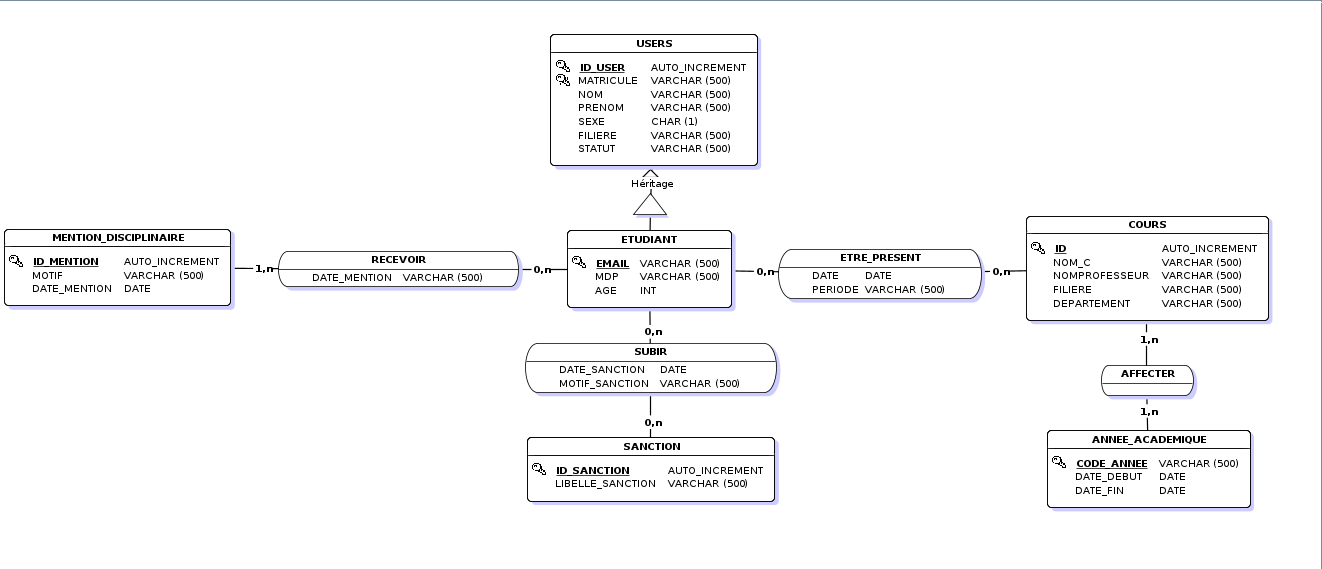 USERS
ID_USER AUTO_INCREMENT
MATRICULE VARCHAR (500)
NOM VARCHAR (500)
PRENOM VARCHAR (500)
SEXE CHAR (1)
FILIERE VARCHAR (500)
STATUT VARCHAR (500)
Héritage
MENTION_DISCIPLINAIRE
ID_MENTION AUTO_INCREMENT
MOTIF VARCHAR (500)
DATE_MENTION DATE
1,n
RECEVOIR
DATE_MENTION VARCHAR (500)
0,n
ETUDIANT
EMAIL VARCHAR (500)
MDP VARCHAR (500)
AGE INT
0,n
ETRE_PRESENT
DATE DATE
PERIODE VARCHAR (500)
0,n
COURS
ID AUTO_INCREMENT
NOM_C VARCHAR (500)
NOMPROFESSEUR VARCHAR (500)
FILIERE VARCHAR (500)
DEPARTEMENT VARCHAR (500)
0,n
SUBIR
DATE_SANCTION DATE
MOTIF_SANCTION VARCHAR (500)
0,n
SANCTION
ID_SANCTION AUTO_INCREMENT
LIBELLE_SANCTION VARCHAR (500)
1,n
AFFECTER
1,n
ANNEE_ACADEMIQUE
CODE_ANNEE VARCHAR (500)
DATE_DEBUT DATE
DATE_FIN DATE